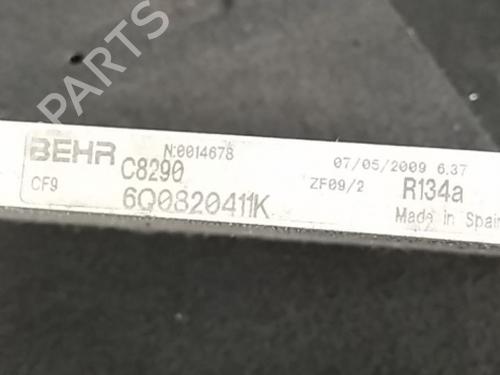 BEHR N:0014678 07/05/2009 6.37
C8290 ZF09/2 R134a
CF9 6Q0820411K Made in Spain
B-PARTS